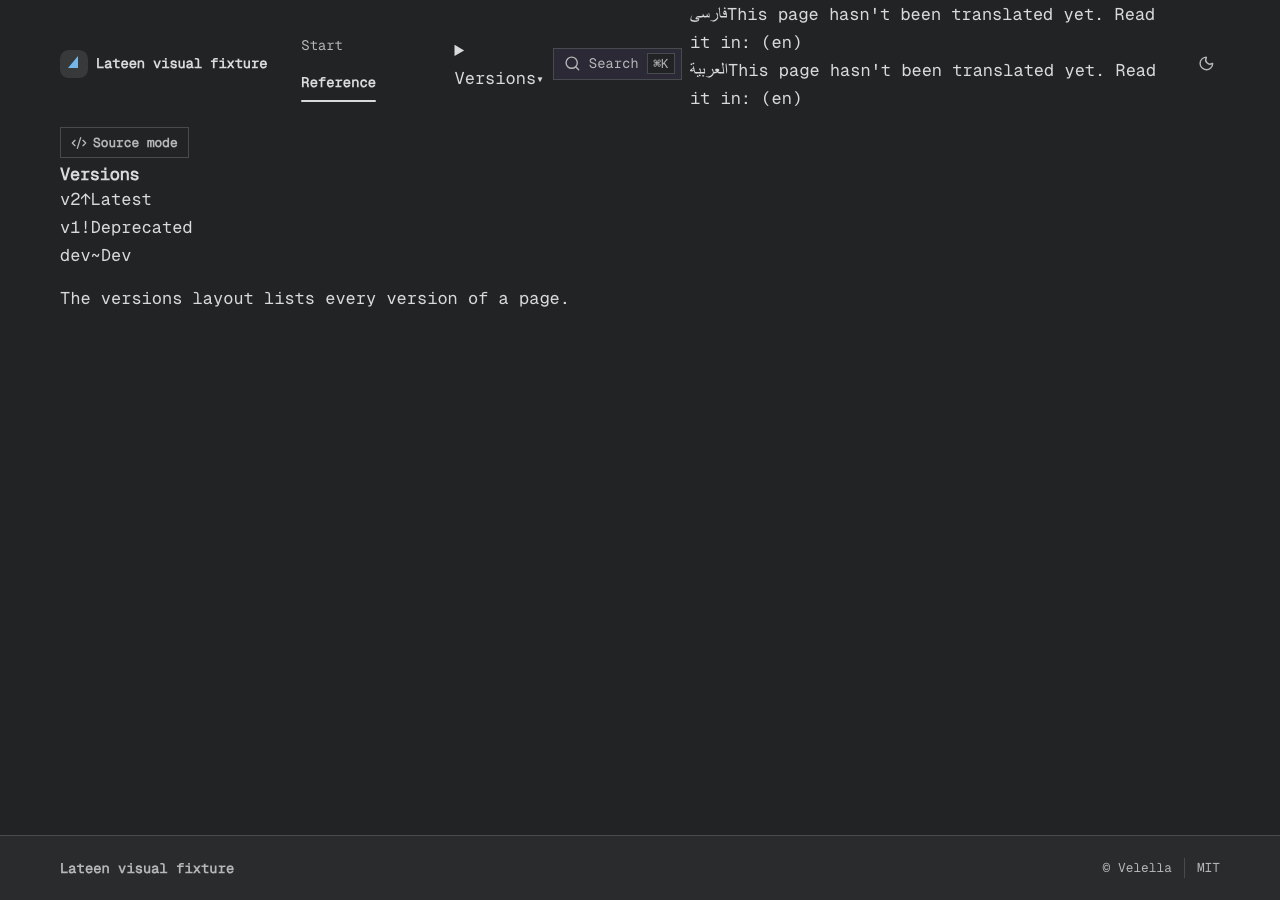 Lateen visual fixture
Start
Reference
▶
Versions▾
Search ⌘K
فارسیThis page hasn't been translated yet. Read
it in: (en)
العربيةThis page hasn't been translated yet. Read
it in: (en)
Source mode
Versions
v2↑Latest
v1!Deprecated
dev~Dev
The versions layout lists every version of a page.
Lateen visual fixture
© Velella
MIT